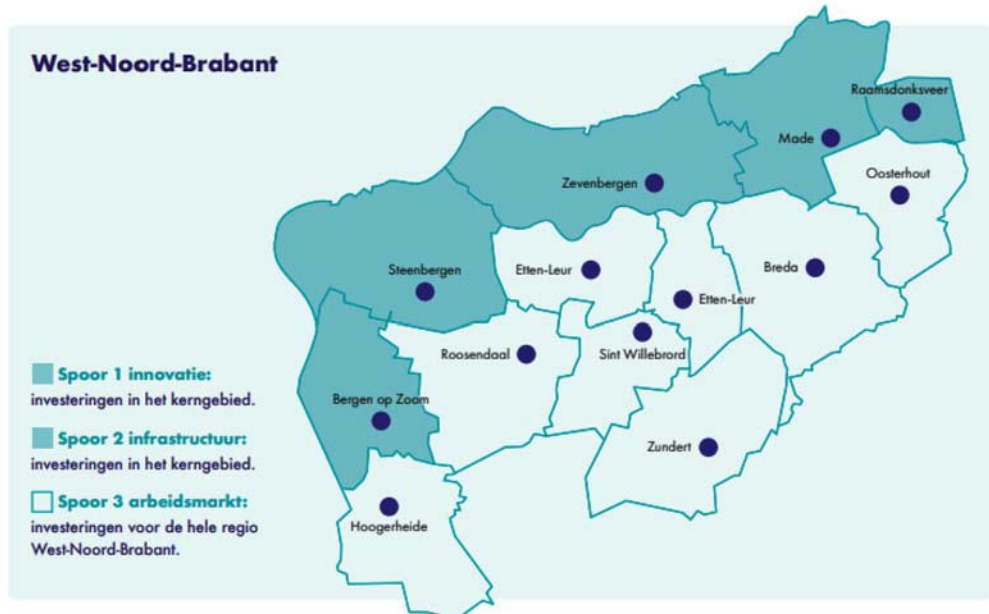 West-Noord-Brabant
Raamsdonksveer
Made
Oosterhout
Zevenbergen
Steenbergen
Etten-Leur
Breda
Etten-Leur
Roosendaal
Sint Willebrord
Bergen op Zoom
Zundert
Hoogerheide
Spoor 1 innovatie:
investeringen in het kerngebied.
Spoor 2 infrastructuur:
investeringen in het kerngebied.
Spoor 3 arbeidsmarkt:
investeringen voor de hele regio
West-Noord-Brabant.